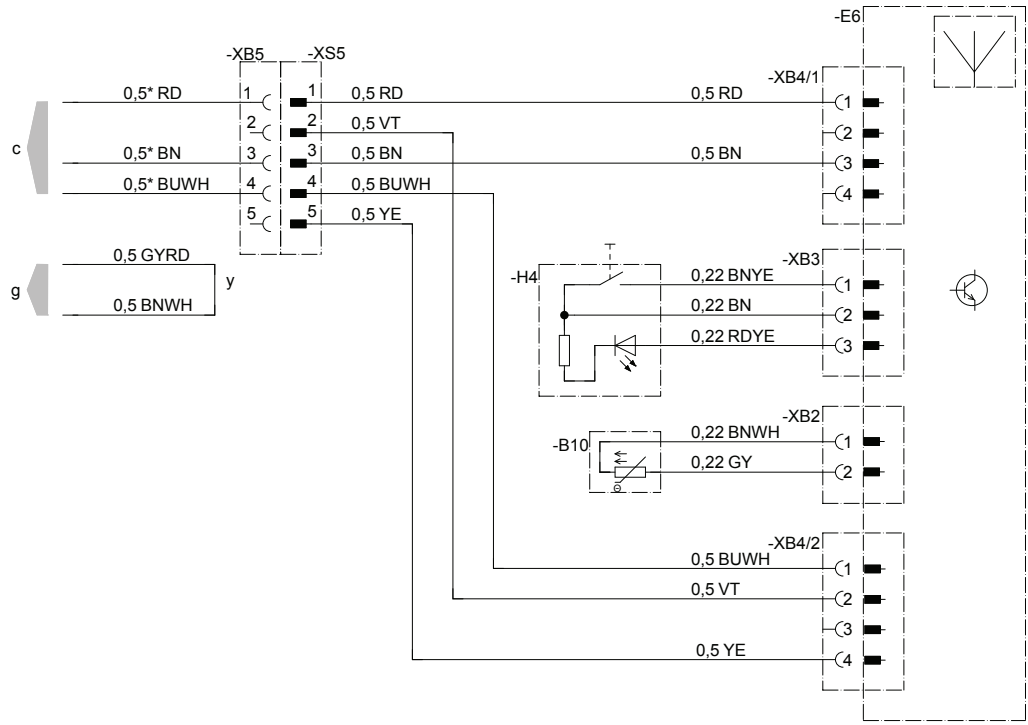 -E6
-XB5 -XS5
-XB4/1
0,5* RD 1 1 0,5 RD 0,5 RD 1
2 2 0,5 VT 2
c
0,5* BN 3 3 0,5 BN 0,5 BN 3
0,5* BUWH 4 4 0,5 BUWH 4
5 5 0,5 YE
0,5 GYRD
-XB3
g y
-H4 0,22 BNYE 1
0,5 BNWH
0,22 BN 2
0,22 RDYE 3
-XB2
-B10 0,22 BNWH 1
0,22 GY 2
Θ
-XB4/2
0,5 BUWH 1
0,5 VT 2
3
0,5 YE 4